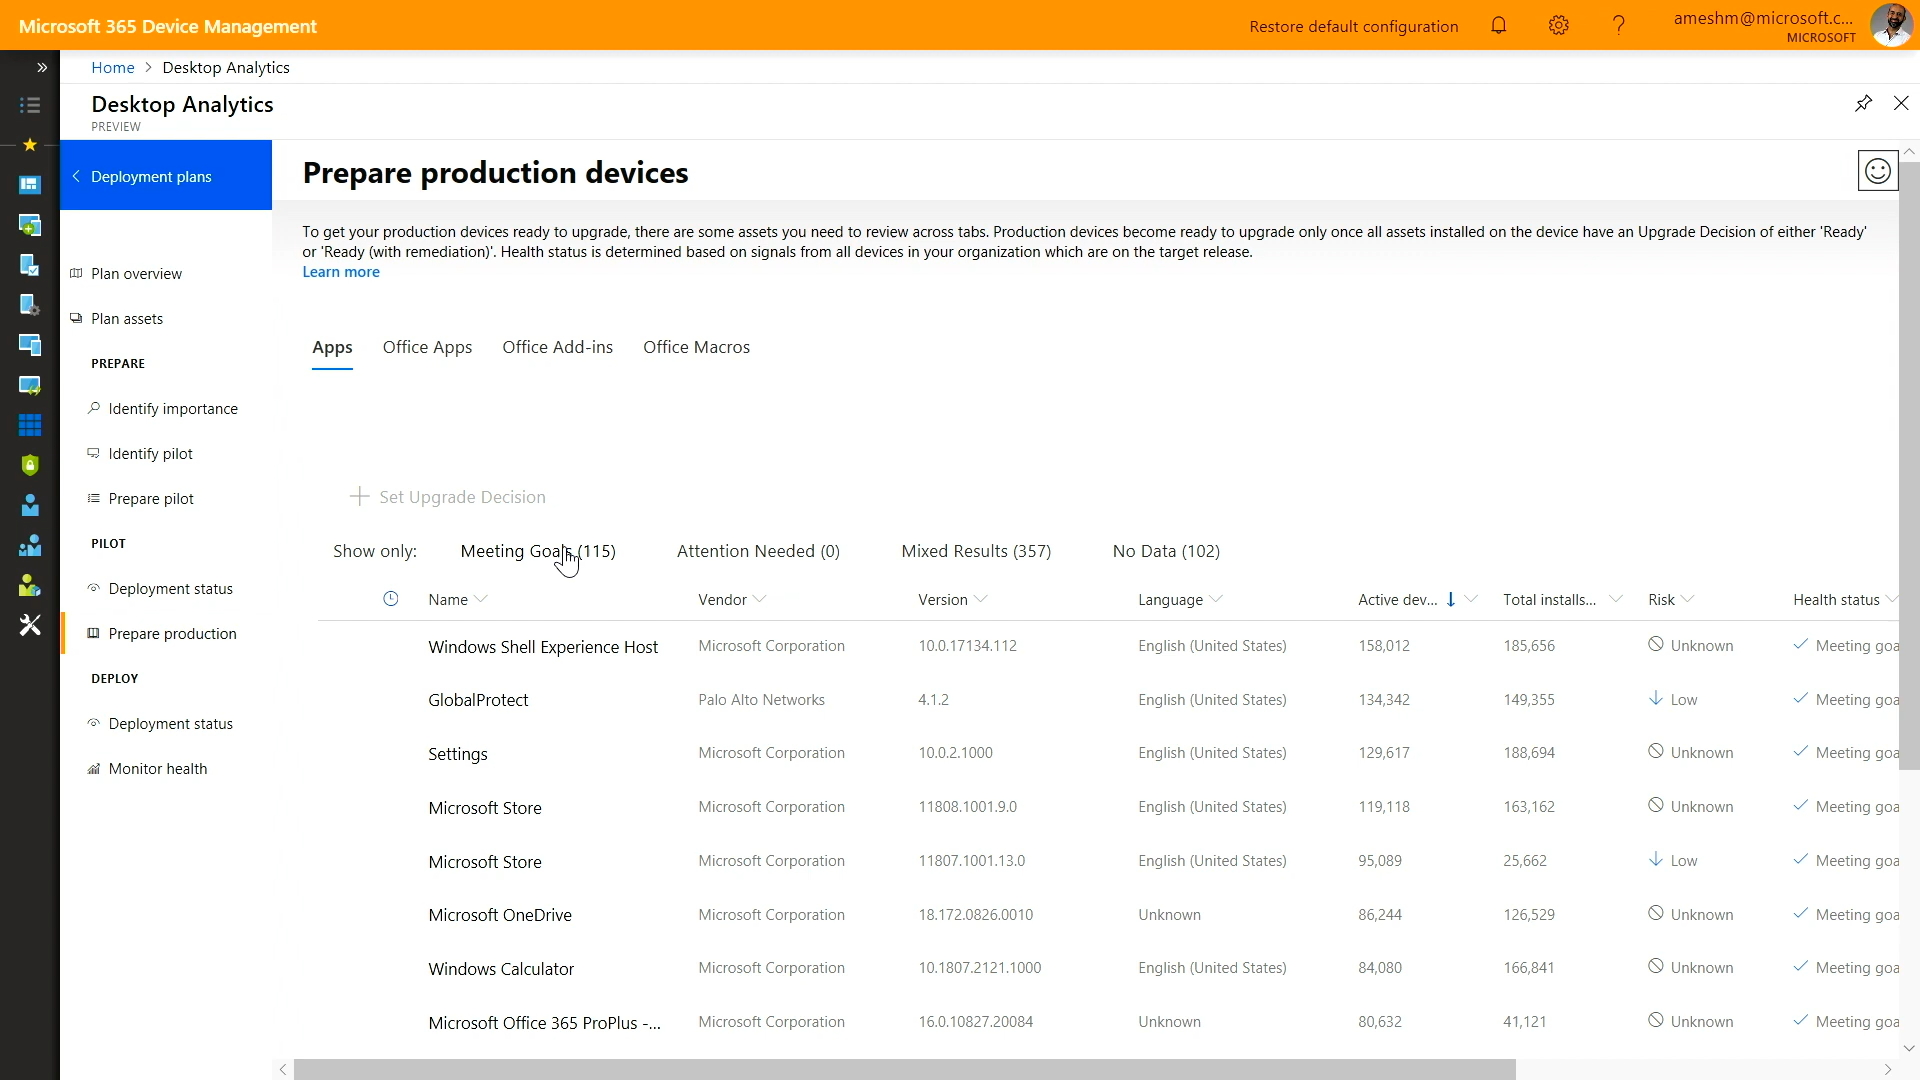 Microsoft 365 Device Management
Restore default configuration
ameshm@microsoft.c...
MICROSOFT
Home > Desktop Analytics
Desktop Analytics
PREVIEW
Deployment plans
Plan overview
Plan assets
PREPARE
Identify importance
Identify pilot
Prepare pilot
PILOT
Deployment status
Prepare production
DEPLOY
Deployment status
Monitor health
Prepare production devices
To get your production devices ready to upgrade, there are some assets you need to review across tabs. Production devices become ready to upgrade only once all assets installed on the device have an Upgrade Decision of either 'Ready'
or 'Ready (with remediation)'. Health status is determined based on signals from all devices in your organization which are on the target release.
Learn more
Apps Office Apps Office Add-ins Office Macros
Set Upgrade Decision
Show only: Meeting Goals (115) Attention Needed (0) Mixed Results (357) No Data (102)
Name Vendor Version Language Active dev... Total installs... Risk Health status
Windows Shell Experience Host Microsoft Corporation 10.0.17134.112 English (United States) 158,012 185,656 Unknown Meeting goa
GlobalProtect Palo Alto Networks 4.1.2 English (United States) 134,342 149,355 Low Meeting goa
Settings Microsoft Corporation 10.0.2.1000 English (United States) 129,617 188,694 Unknown Meeting goa
Microsoft Store Microsoft Corporation 11808.1001.9.0 English (United States) 119,118 163,162 Unknown Meeting goa
Microsoft Store Microsoft Corporation 11807.1001.13.0 English (United States) 95,089 25,662 Low Meeting goa
Microsoft OneDrive Microsoft Corporation 18.172.0826.0010 Unknown 86,244 126,529 Unknown Meeting goa
Windows Calculator Microsoft Corporation 10.1807.2121.1000 English (United States) 84,080 166,841 Unknown Meeting goa
Microsoft Office 365 ProPlus -... Microsoft Corporation 16.0.10827.20084 Unknown 80,632 41,121 Unknown Meeting goa